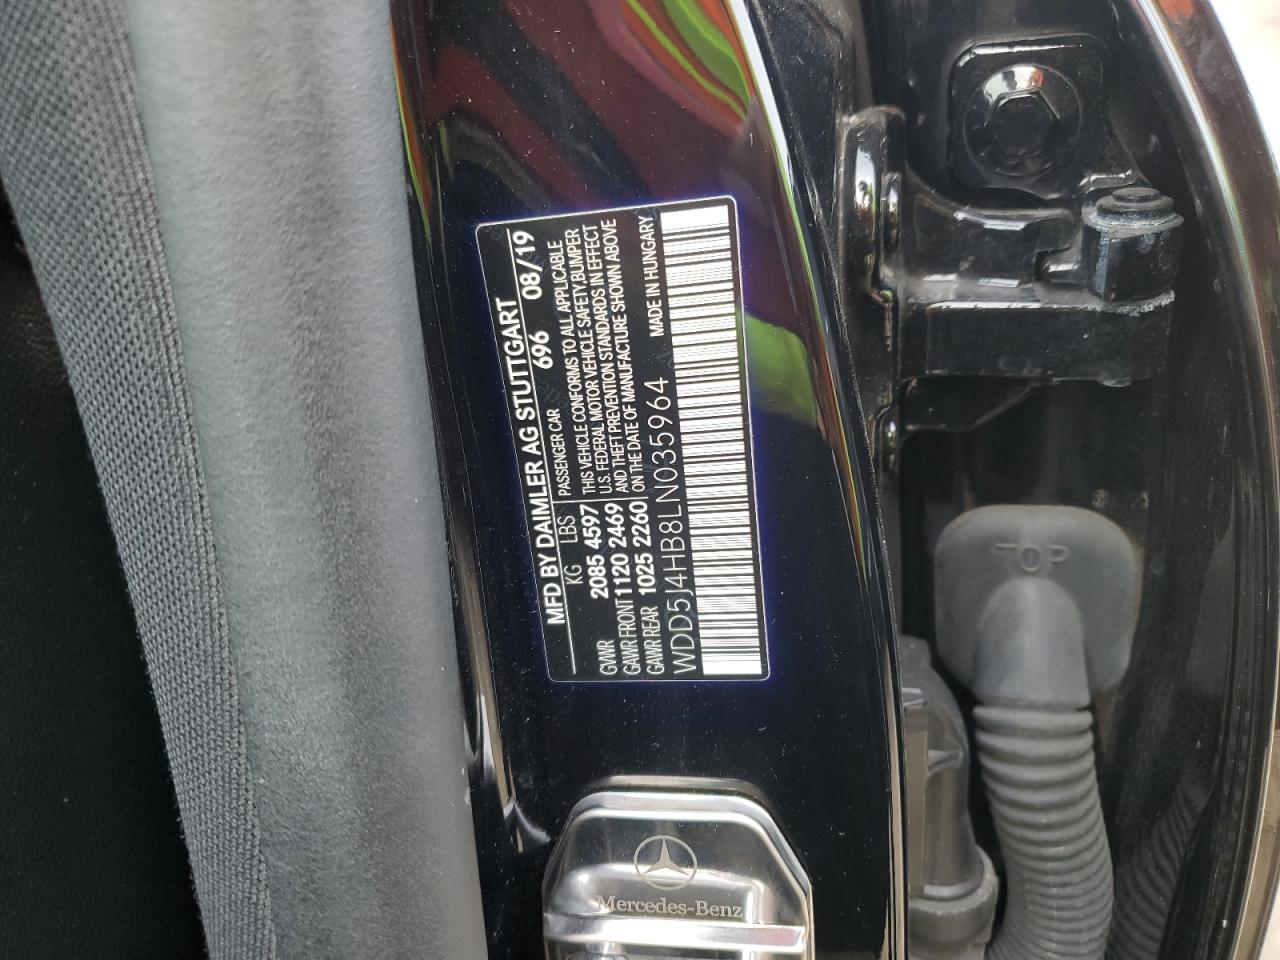 MFD BY DAIMLER AG STUTTGART
696 08/19
KG LBS
PASSENGER CAR
GVWR 2085 4597
GAWR FRONT 1120 2469
GAWR REAR 1025 2260
THIS VEHICLE CONFORMS TO ALL APPLICABLE
U.S. FEDERAL MOTOR VEHICLE SAFETY,BUMPER
AND THEFT PREVENTION STANDARDS IN EFFECT
ON THE DATE OF MANUFACTURE SHOWN ABOVE
WDD5J4HB8LN035964 MADE IN HUNGARY
TOP
Mercedes-Benz